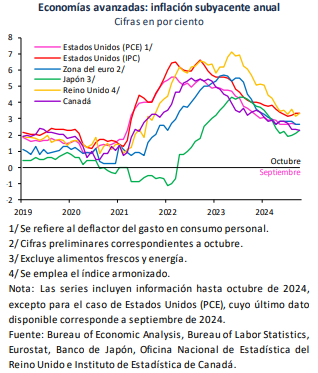 Economías avanzadas: inflación subyacente anual
Cifras en por ciento
8
7
6
5
4
3
2
1
0
-1
-2
Estados Unidos (PCE) 1/
Estados Unidos (IPC)
Zona del euro 2/
Japón 3/
Reino Unido 4/
Canadá
Octubre
Septiembre
2019 2020 2021 2022 2023 2024
1/ Se refiere al deflactor del gasto en consumo personal.
2/ Cifras preliminares correspondientes a octubre.
3/ Excluye alimentos frescos y energía.
4/ Se emplea el índice armonizado.
Nota: Las series incluyen información hasta octubre de 2024,
excepto para el caso de Estados Unidos (PCE), cuyo último dato
disponible corresponde a septiembre de 2024.
Fuente: Bureau of Economic Analysis, Bureau of Labor Statistics,
Eurostat, Banco de Japón, Oficina Nacional de Estadística del
Reino Unido e Instituto de Estadística de Canadá.